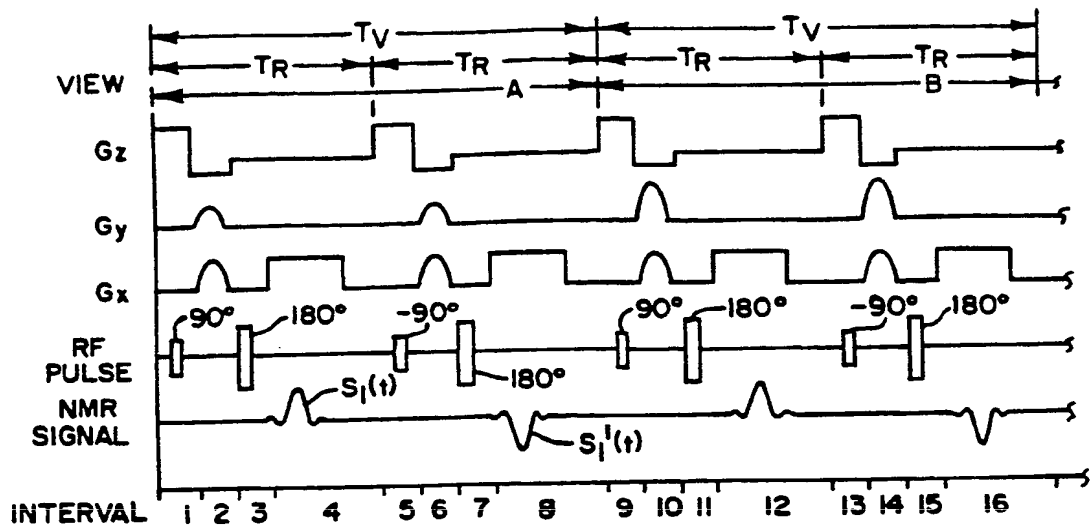 TV TV
TR TR TR TR
VIEW A B
Gz
Gy
Gx
90° 180° -90° 180° 90° 180° -90° 180°
RF PULSE
NMR SIGNAL S1(t) S1'(t)
INTERVAL 1 2 3 4 5 6 7 8 9 10 11 12 13 14 15 16